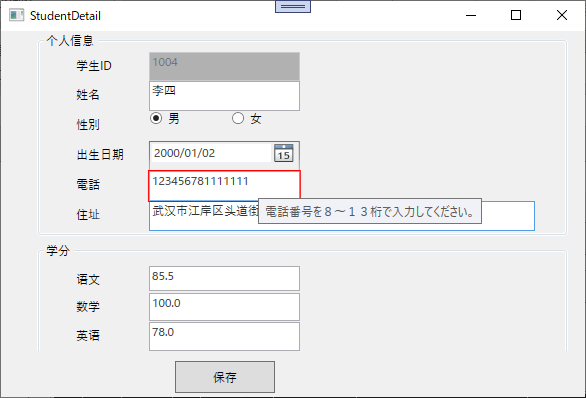 StudentDetail
个人信息
学生ID 1004
姓名 李四
性別 男 女
出生日期 2000/01/02 15
電話 123456781111111
住址 武汉市江岸区头道街
電話番号を８～１３桁で入力してください。
学分
语文 85.5
数学 100.0
英语 78.0
保存